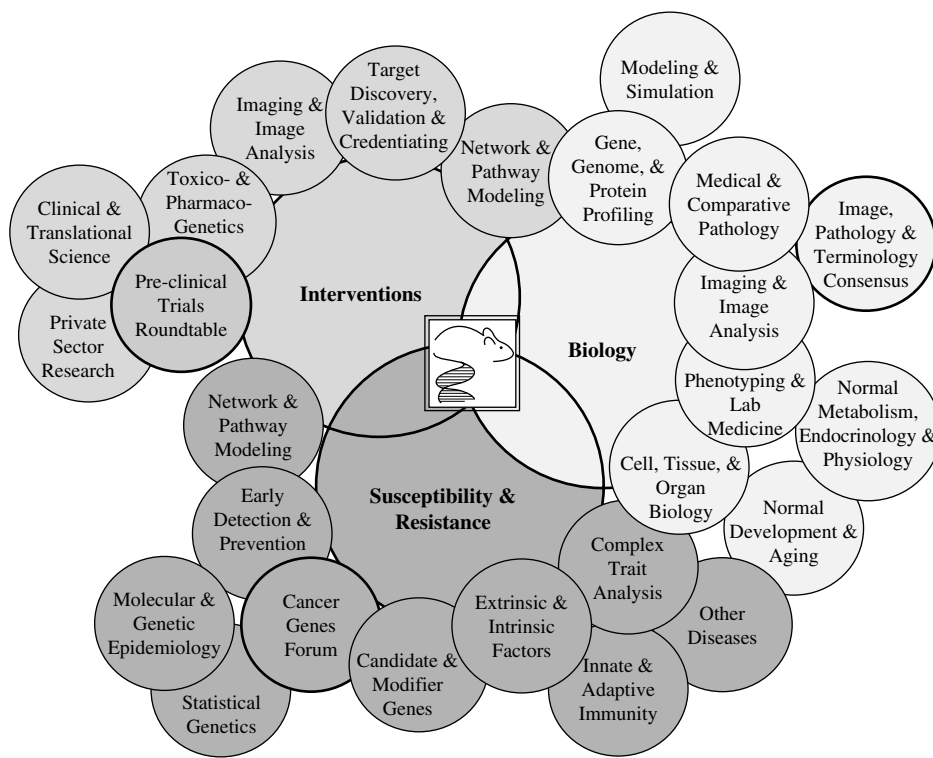 Target
Discovery,
Validation &
Credentiating
Imaging &
Image
Analysis
Network &
Pathway
Modeling
Gene,
Genome, &
Protein
Profiling
Modeling &
Simulation
Medical &
Comparative
Pathology
Image,
Pathology &
Terminology
Consensus
Toxico- &
Pharmaco-
Genetics
Clinical &
Translational
Science
Pre-clinical
Trials
Roundtable
Private
Sector
Research
Interventions
Biology
Imaging &
Image
Analysis
Phenotyping &
Lab
Medicine
Normal
Metabolism,
Endocrinology &
Physiology
Cell, Tissue, &
Organ
Biology
Normal
Development &
Aging
Network &
Pathway
Modeling
Susceptibility &
Resistance
Early
Detection &
Prevention
Complex
Trait
Analysis
Other
Diseases
Molecular &
Genetic
Epidemiology
Cancer
Genes
Forum
Extrinsic &
Intrinsic
Factors
Candidate &
Modifier
Genes
Innate &
Adaptive
Immunity
Statistical
Genetics